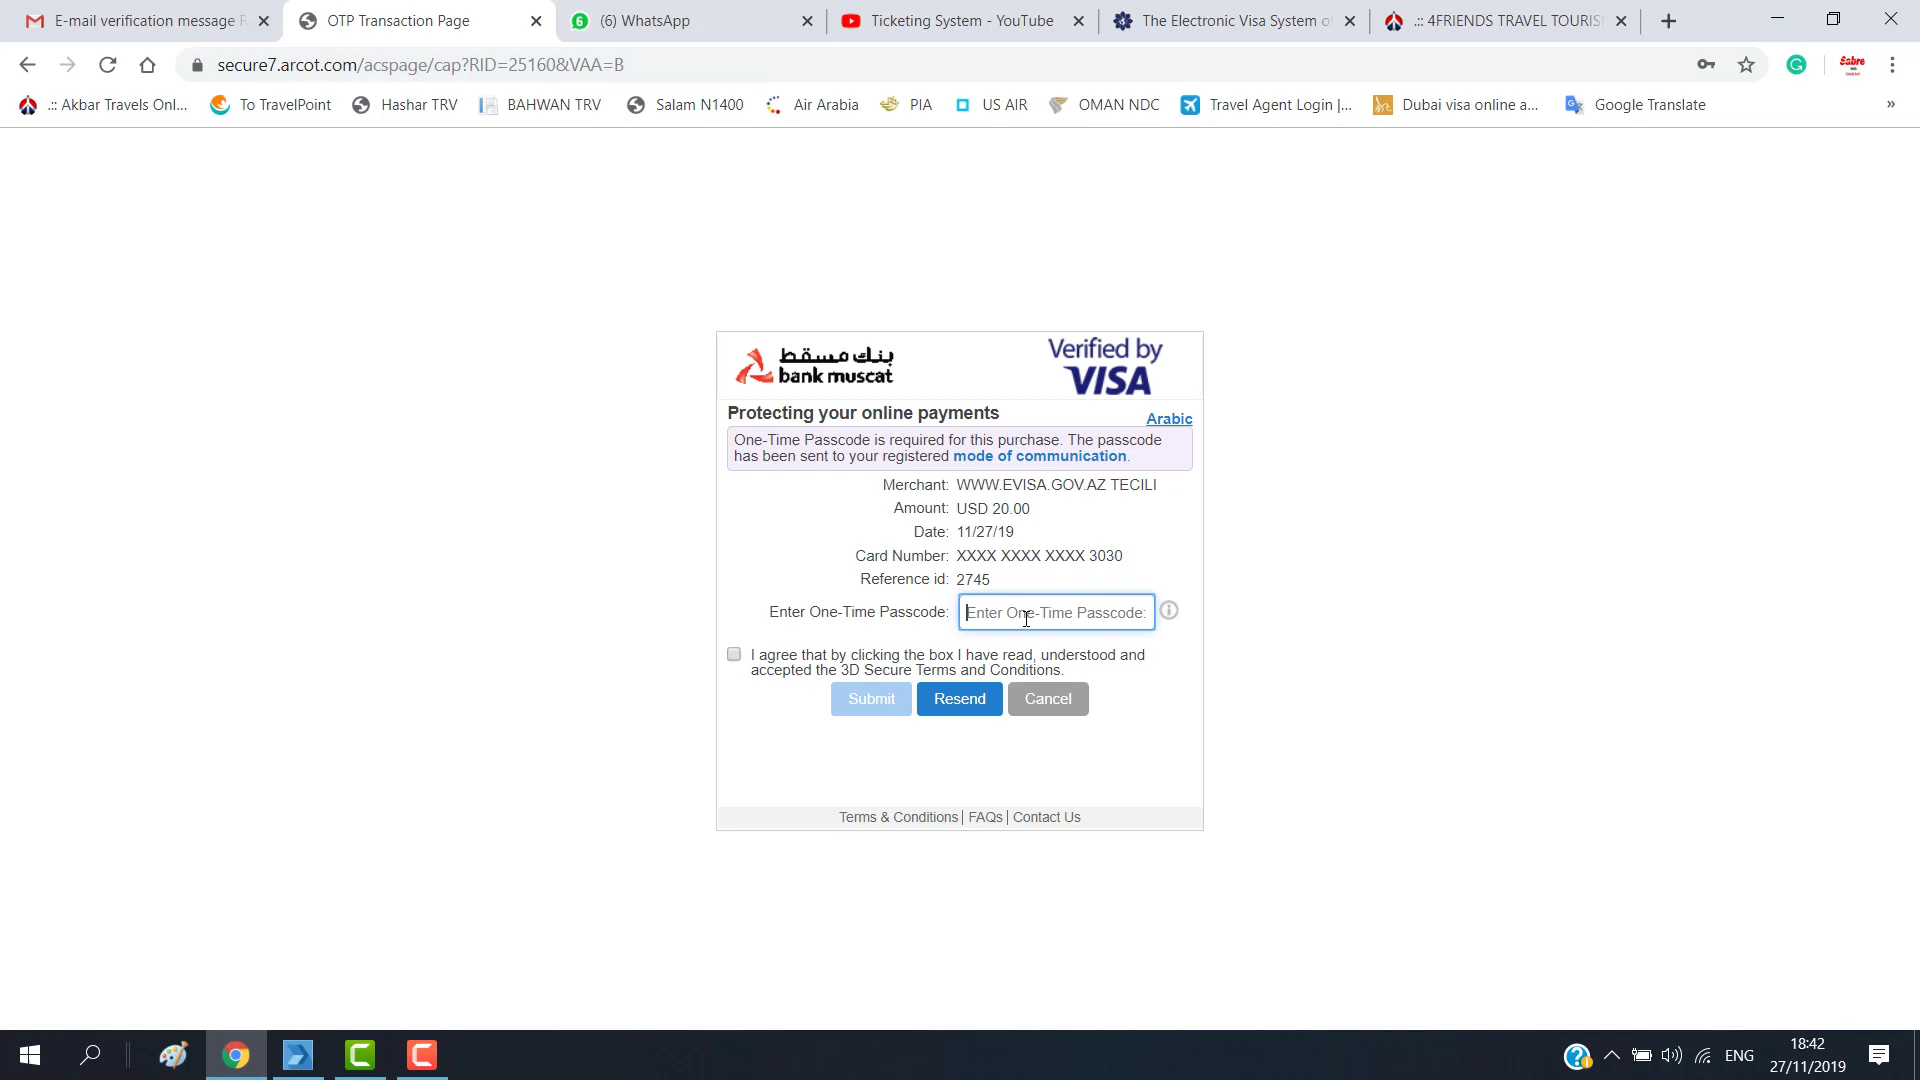 E-mail verification message R
OTP Transaction Page
6
(6) WhatsApp
Ticketing System - YouTube
The Electronic Visa System o
.:: 4FRIENDS TRAVEL TOURIS
secure7.arcot.com/acspage/cap?RID=25160&VAA=B
Sabre
.:: Akbar Travels Onl...
To TravelPoint
Hashar TRV
BAHWAN TRV
Salam N1400
Air Arabia
PIA
US AIR
OMAN NDC
Travel Agent Login |...
Dubai visa online a...
Google Translate
»
بنك مسقط
bank muscat
Verified by
VISA
Protecting your online payments
Arabic
One-Time Passcode is required for this purchase. The passcode
has been sent to your registered mode of communication.
Merchant: WWW.EVISA.GOV.AZ TECILI
Amount: USD 20.00
Date: 11/27/19
Card Number: XXXX XXXX XXXX 3030
Reference id: 2745
Enter One-Time Passcode: Enter One-Time Passcode:
I agree that by clicking the box I have read, understood and
accepted the 3D Secure Terms and Conditions.
Submit Resend Cancel
Terms & Conditions| FAQs | Contact Us
ENG
18:42
27/11/2019